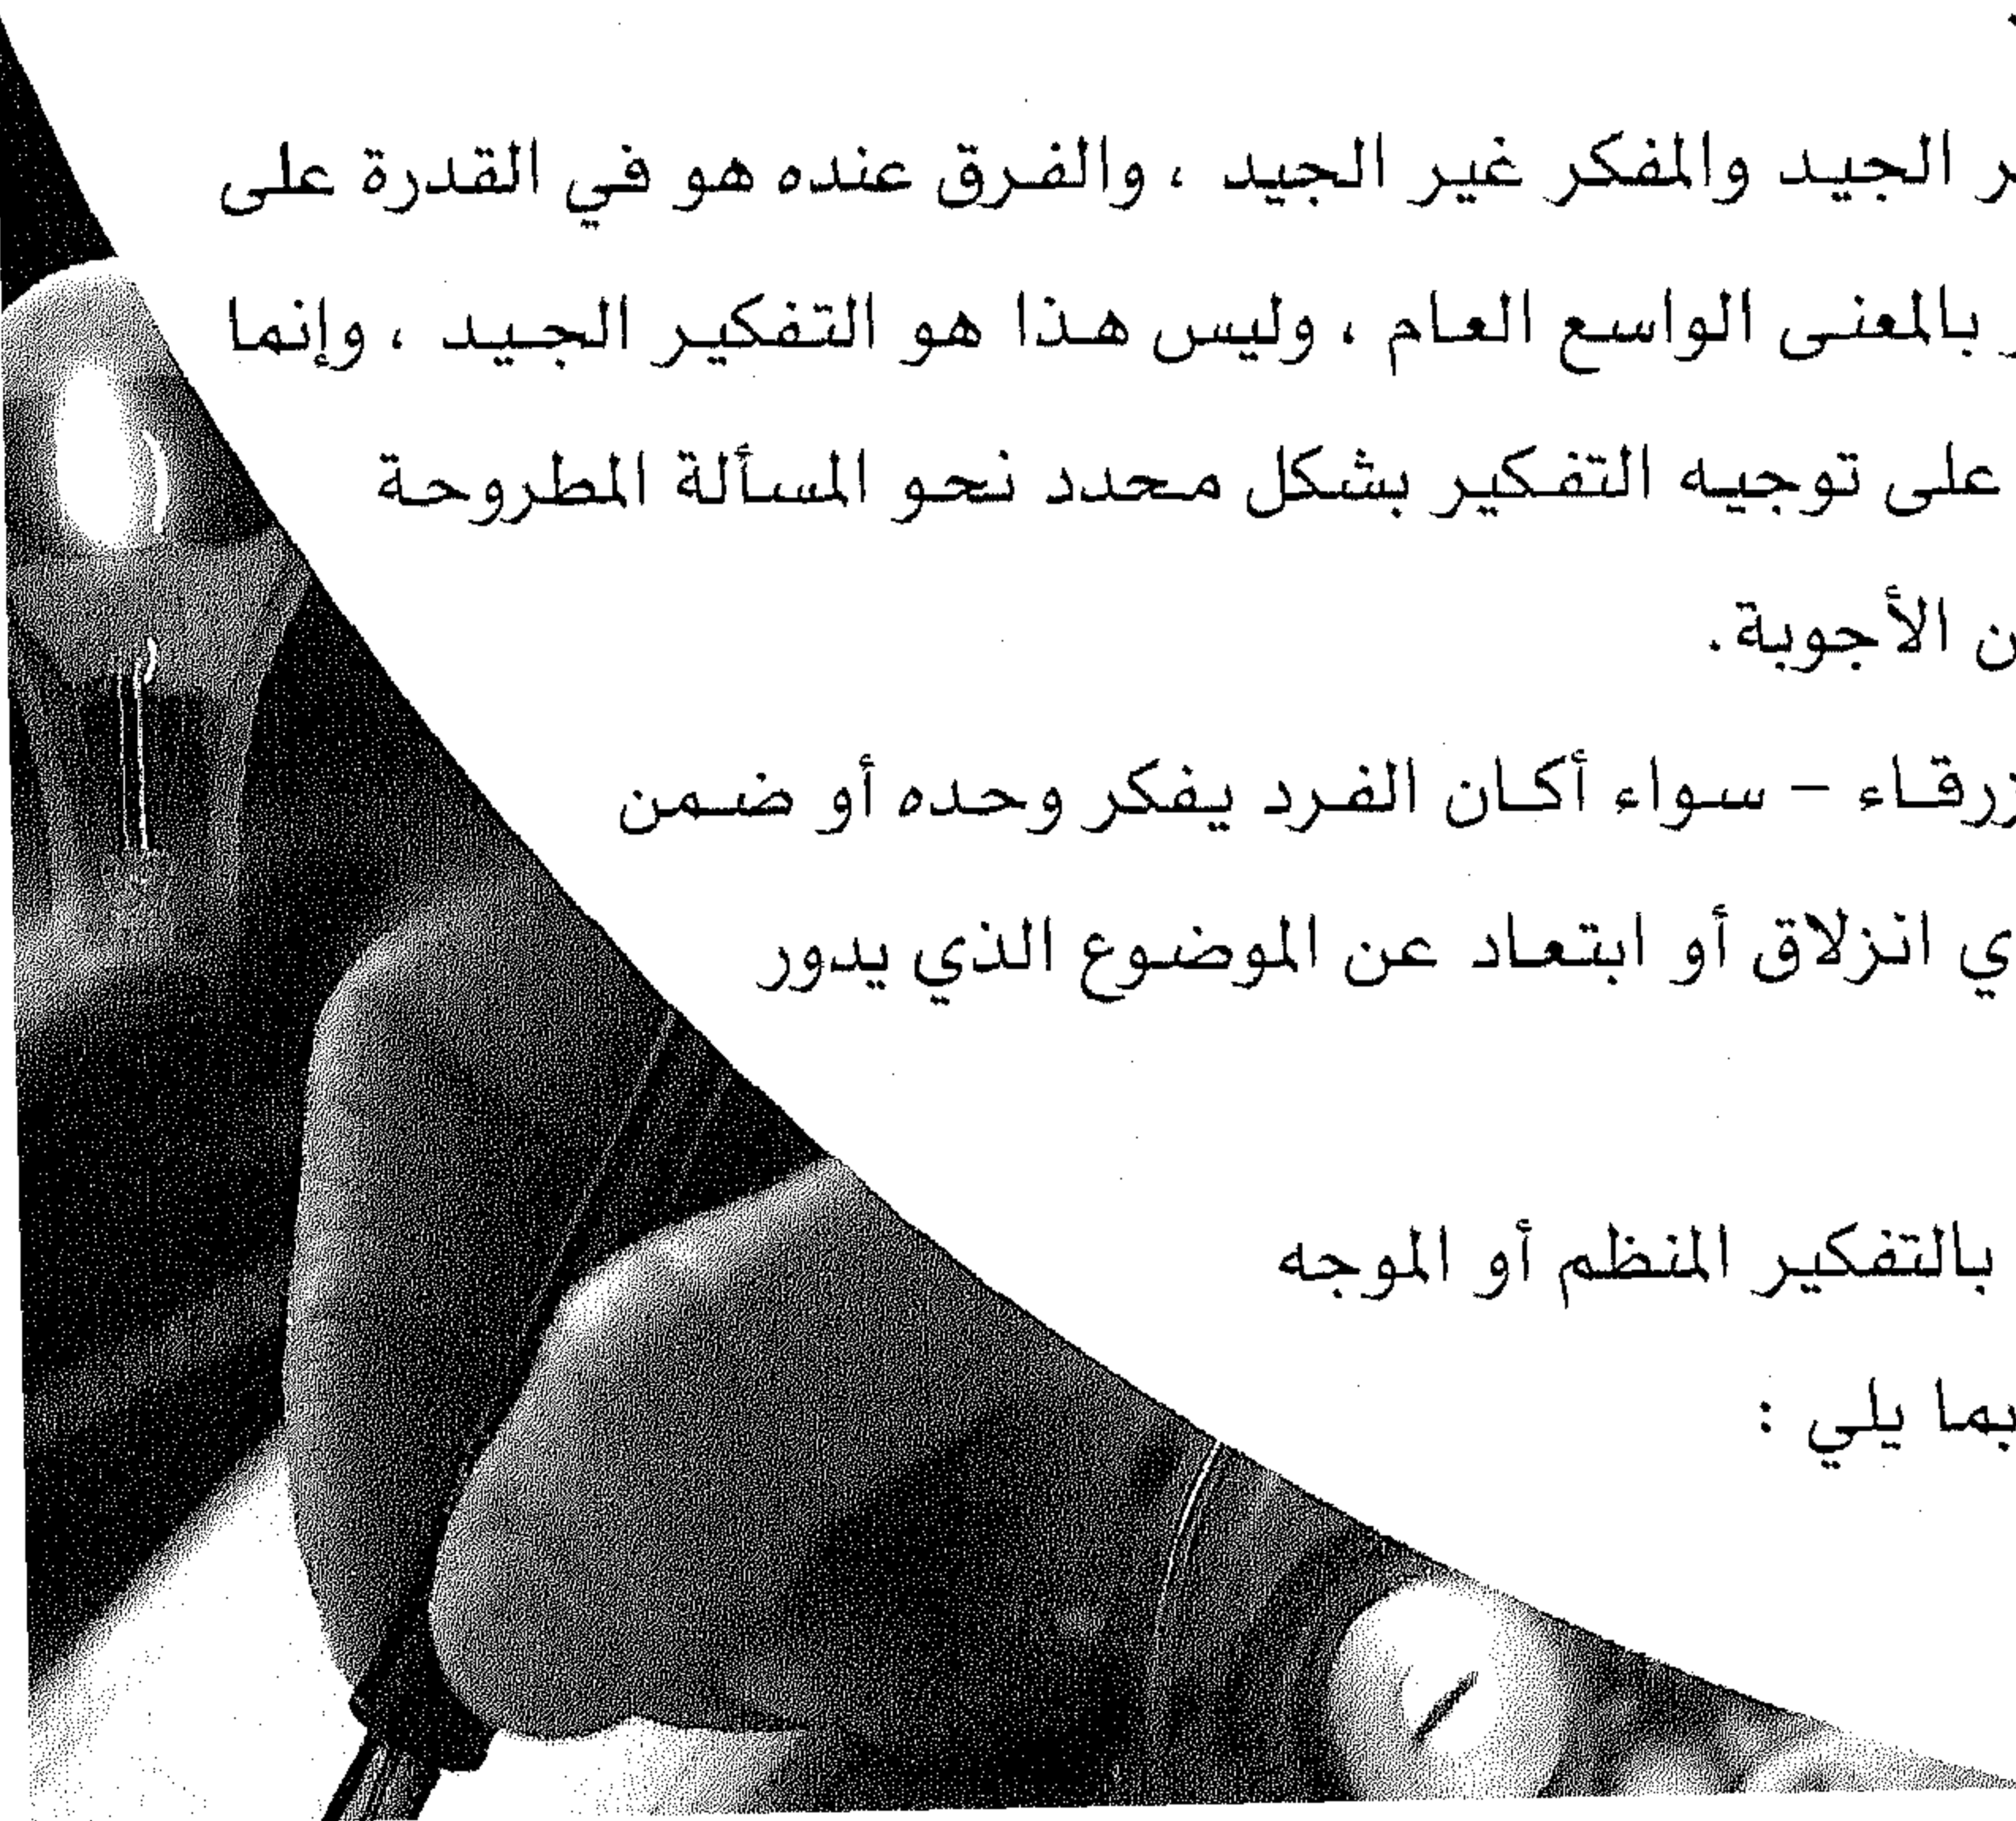 ر الجيد والمفكر غير الجيد ، والفرق عنده هو في القدرة على
بالمعنى الواسع العام ، وليس هذا هو التفكير الجيد ، وإنما
على توجيه التفكير بشكل محدد نحو المسألة المطروحة
ن الأجوبة.
زرقاء - سواء أكان الفرد يفكر وحده أو ضمن
ي انزلاق أو ابتعاد عن الموضوع الذي يدور
بالتفكير المنظم أو الموجه
بما يلي :